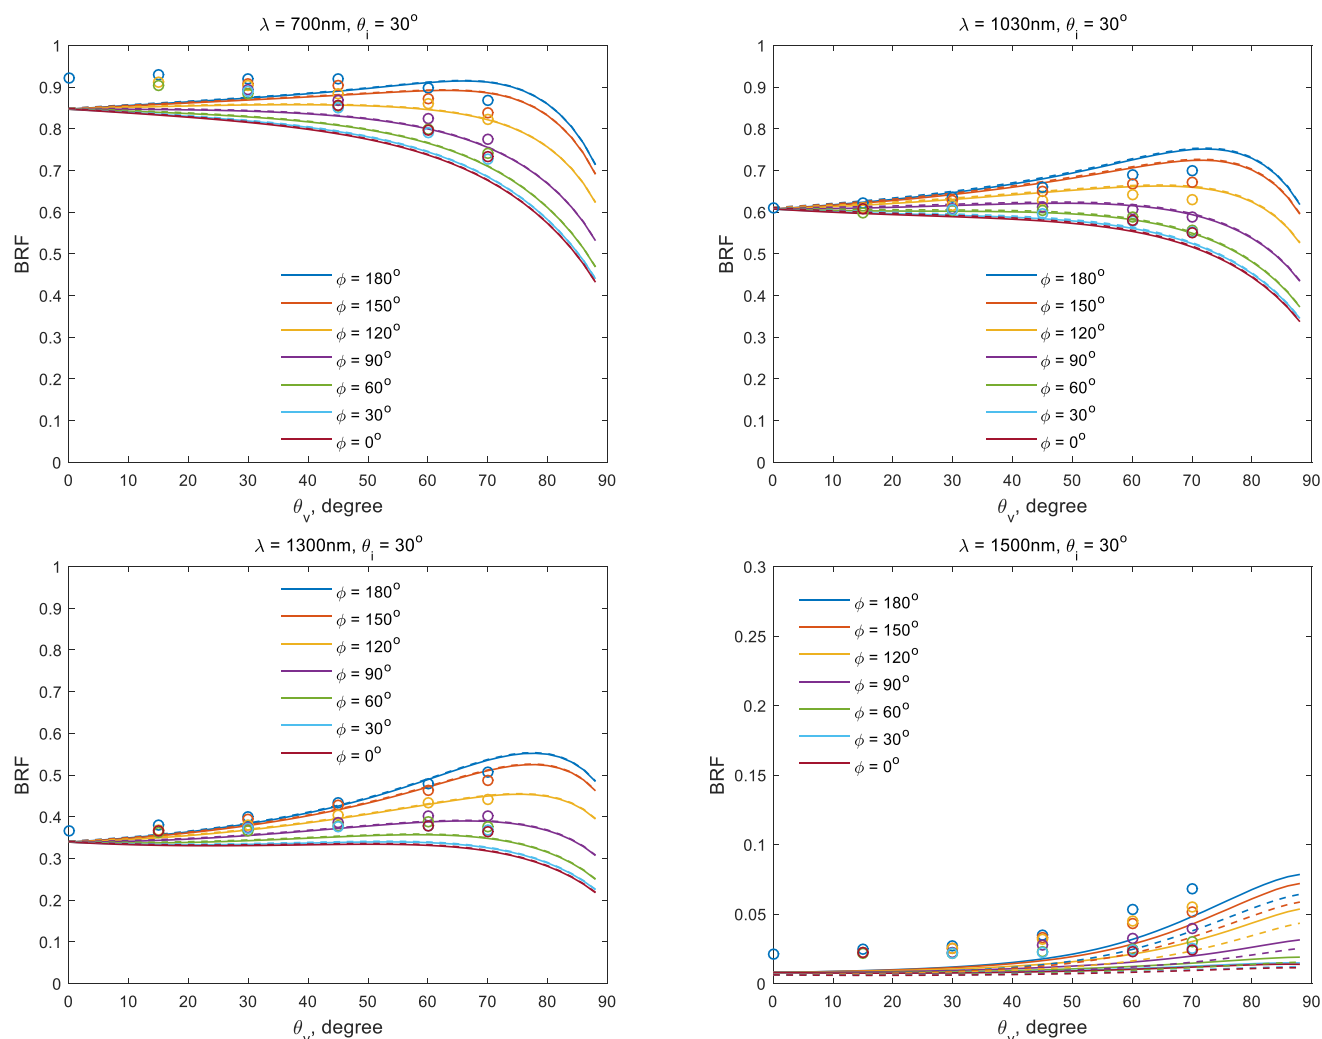 λ = 700nm, θi = 30o
BRF
1
0.9
0.8
0.7
0.6
0.5
0.4
0.3
0.2
0.1
0
ϕ = 180o
ϕ = 150o
ϕ = 120o
ϕ = 90o
ϕ = 60o
ϕ = 30o
ϕ = 0o
0 10 20 30 40 50 60 70 80 90
θv, degree
λ = 1030nm, θi = 30o
BRF
1
0.9
0.8
0.7
0.6
0.5
0.4
0.3
0.2
0.1
0
ϕ = 180o
ϕ = 150o
ϕ = 120o
ϕ = 90o
ϕ = 60o
ϕ = 30o
ϕ = 0o
0 10 20 30 40 50 60 70 80 90
θv, degree
λ = 1300nm, θi = 30o
BRF
1
0.9
0.8
0.7
0.6
0.5
0.4
0.3
0.2
0.1
0
ϕ = 180o
ϕ = 150o
ϕ = 120o
ϕ = 90o
ϕ = 60o
ϕ = 30o
ϕ = 0o
0 10 20 30 40 50 60 70 80 90
θv, degree
λ = 1500nm, θi = 30o
BRF
0.3
0.25
0.2
0.15
0.1
0.05
0
ϕ = 180o
ϕ = 150o
ϕ = 120o
ϕ = 90o
ϕ = 60o
ϕ = 30o
ϕ = 0o
0 10 20 30 40 50 60 70 80 90
θv, degree